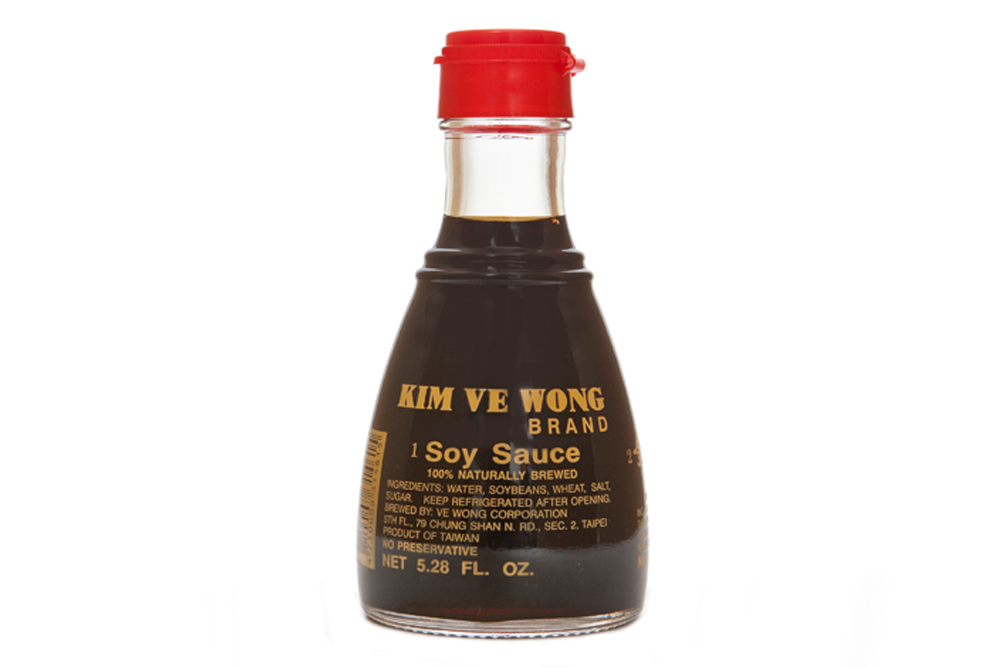 KIM VE WONG
BRAND
1 Soy Sauce
100% NATURALLY BREWED
INGREDIENTS: WATER, SOYBEANS, WHEAT, SALT,
SUGAR. KEEP REFRIGERATED AFTER OPENING.
BREWED BY: VE WONG CORPORATION
5TH FL., 79 CHUNG SHAN N. RD., SEC. 2, TAIPEI
PRODUCT OF TAIWAN
NO PRESERVATIVE
NET 5.28 FL. OZ.
2